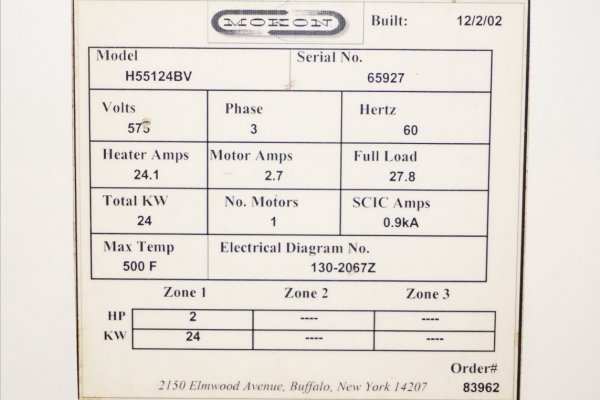 MOKON Built: 12/2/02
Model Serial No.
H55124BV 65927
Volts Phase Hertz
575 3 60
Heater Amps Motor Amps Full Load
24.1 2.7 27.8
Total KW No. Motors SCIC Amps
24 1 0.9kA
Max Temp Electrical Diagram No.
500 F 130-2067Z
Zone 1 Zone 2 Zone 3
HP 2 ---- ----
KW 24 ---- ----
Order#
2150 Elmwood Avenue, Buffalo, New York 14207 83962